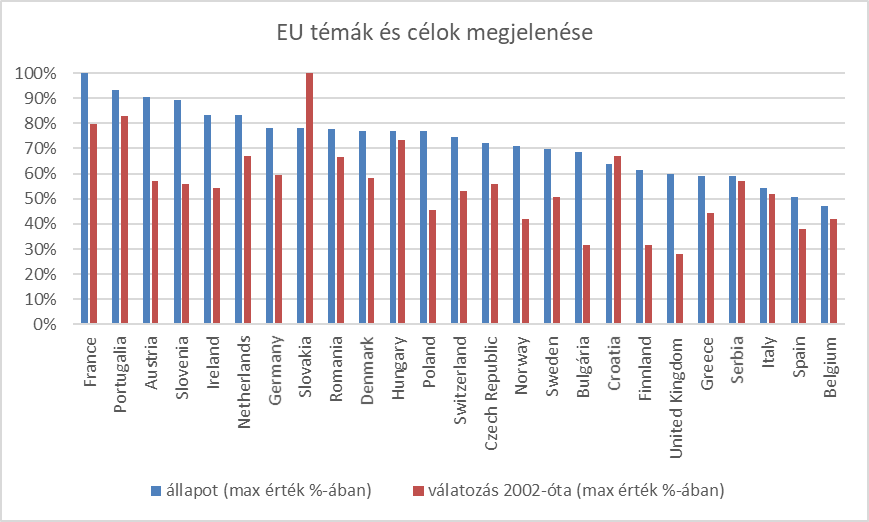 EU témák és célok megjelenése
100%
90%
80%
70%
60%
50%
40%
30%
20%
10%
0%
France
Portugalia
Austria
Slovenia
Ireland
Netherlands
Germany
Slovakia
Romania
Denmark
Hungary
Poland
Switzerland
Czech Republic
Norway
Sweden
Bulgária
Croatia
Finnland
United Kingdom
Greece
Serbia
Italy
Spain
Belgium
állapot (max érték %-ában)
válatozás 2002-óta (max érték %-ában)